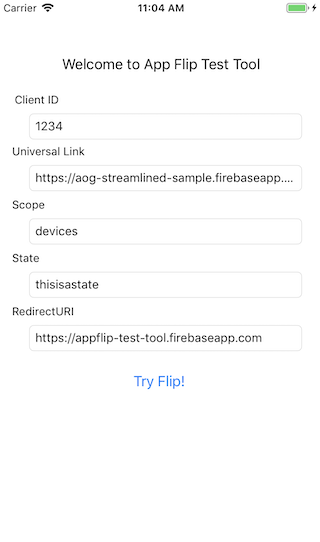 Carrier 11:04 AM
Welcome to App Flip Test Tool
Client ID
1234
Universal Link
https://aog-streamlined-sample.firebaseapp....
Scope
devices
State
thisisastate
RedirectURI
https://appflip-test-tool.firebaseapp.com
Try Flip!